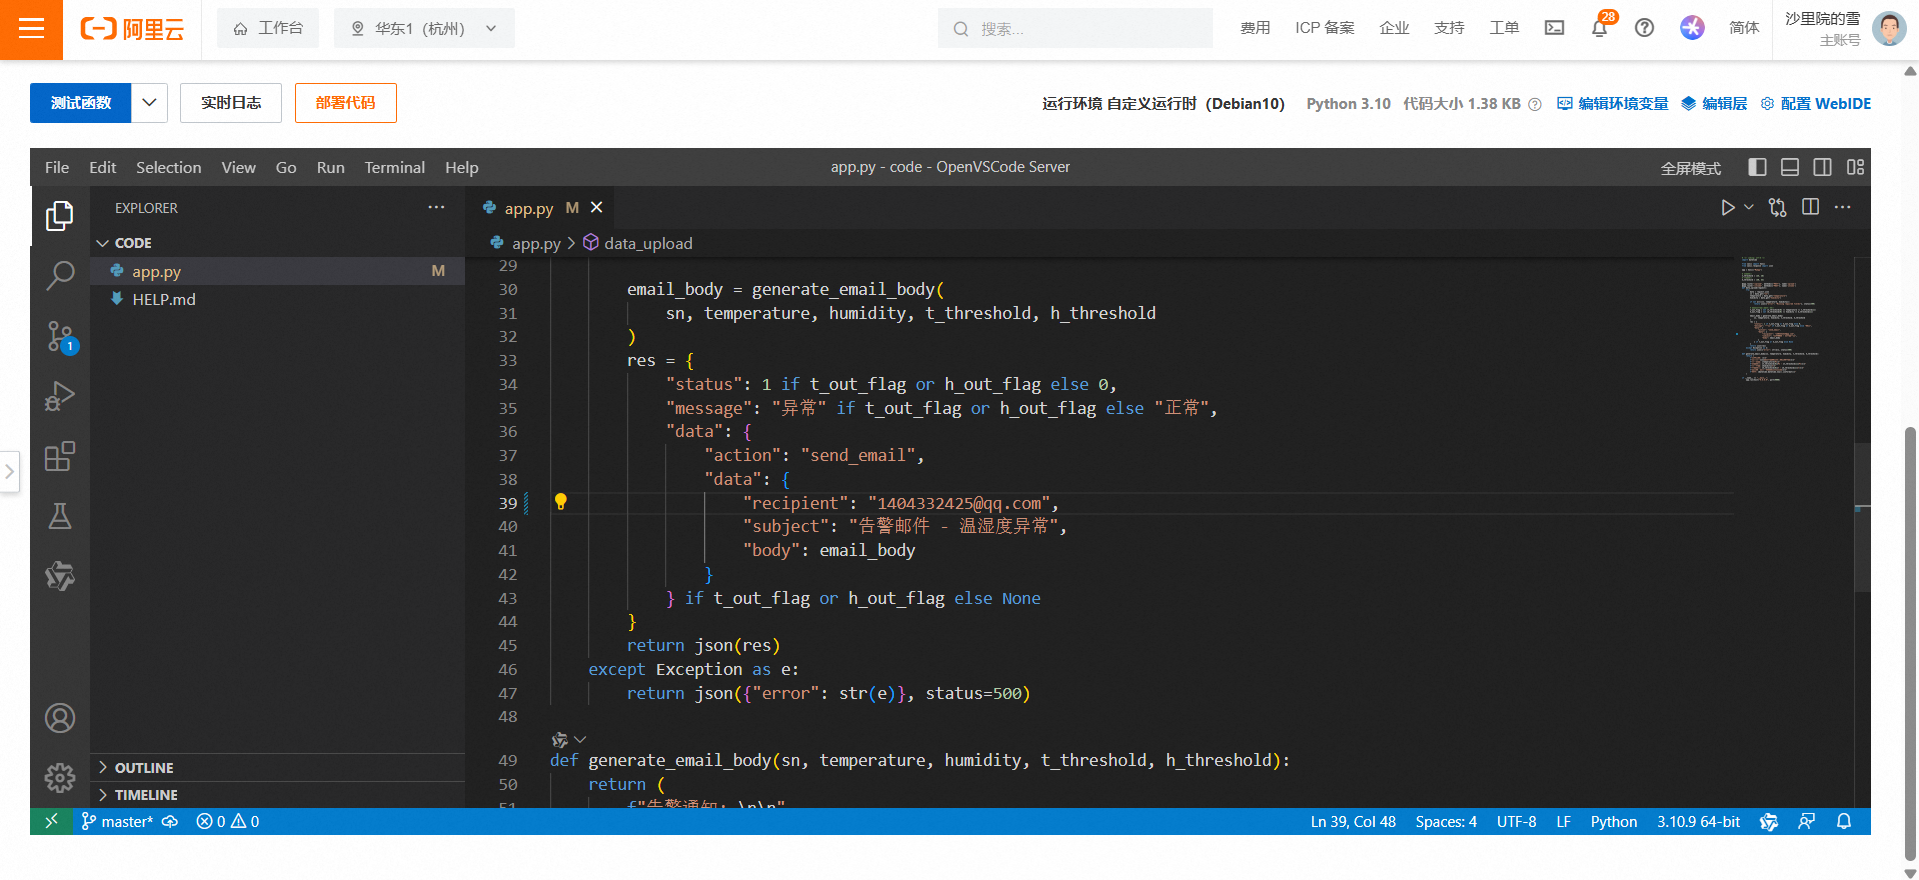 阿里云
工作台
华东1（杭州）
搜索...
费用
ICP 备案
企业
支持
工单
28
简体
沙里院的雪
主账号
测试函数
实时日志
部署代码
运行环境 自定义运行时（Debian10）
Python 3.10
代码大小 1.38 KB
编辑环境变量
编辑层
配置 WebIDE
File Edit Selection View Go Run Terminal Help
app.py - code - OpenVSCode Server
全屏模式
EXPLORER
CODE
app.py M
HELP.md
1
OUTLINE
TIMELINE
app.py M
app.py > data_upload
29
30 email_body = generate_email_body(
31 sn, temperature, humidity, t_threshold, h_threshold
32 )
33 res = {
34 "status": 1 if t_out_flag or h_out_flag else 0,
35 "message": "异常" if t_out_flag or h_out_flag else "正常",
36 "data": {
37 "action": "send_email",
38 "data": {
39 "recipient": "1404332425@qq.com",
40 "subject": "告警邮件 - 温湿度异常",
41 "body": email_body
42 }
43 } if t_out_flag or h_out_flag else None
44 }
45 return json(res)
46 except Exception as e:
47 return json({"error": str(e)}, status=500)
48
49 def generate_email_body(sn, temperature, humidity, t_threshold, h_threshold):
50 return (
51 f"告警通知: \n\n"
master* 0 0
Ln 39, Col 48 Spaces: 4 UTF-8 LF Python 3.10.9 64-bit